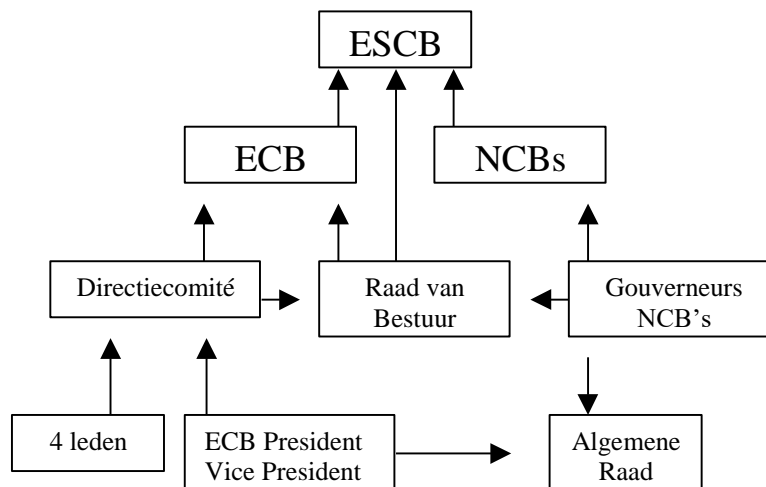 ESCB
ECB
NCBs
Directiecomité
Raad van
Bestuur
Gouverneurs
NCB’s
4 leden
ECB President
Vice President
Algemene
Raad